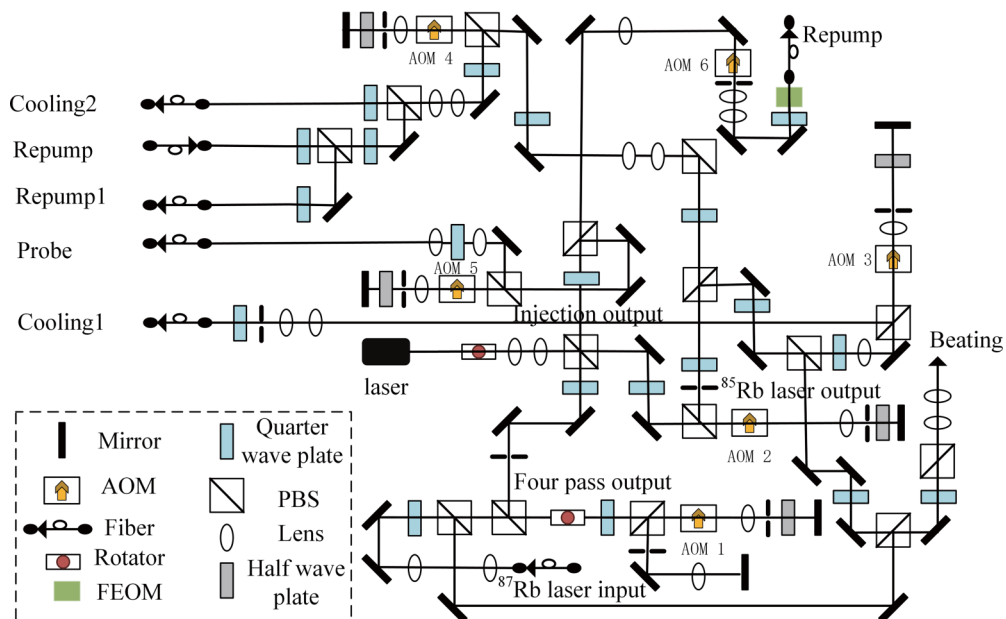 AOM 4
AOM 6
Repump
Cooling2
Repump
Repump1
Probe
AOM 5
AOM 3
Cooling1
Injection output
Beating
laser
⁸⁵Rb laser output
AOM 2
Mirror
Quarter
wave plate
AOM
PBS
Four pass output
Fiber
Lens
AOM 1
Rotator
Half wave
plate
⁸⁷Rb laser input
FEOM